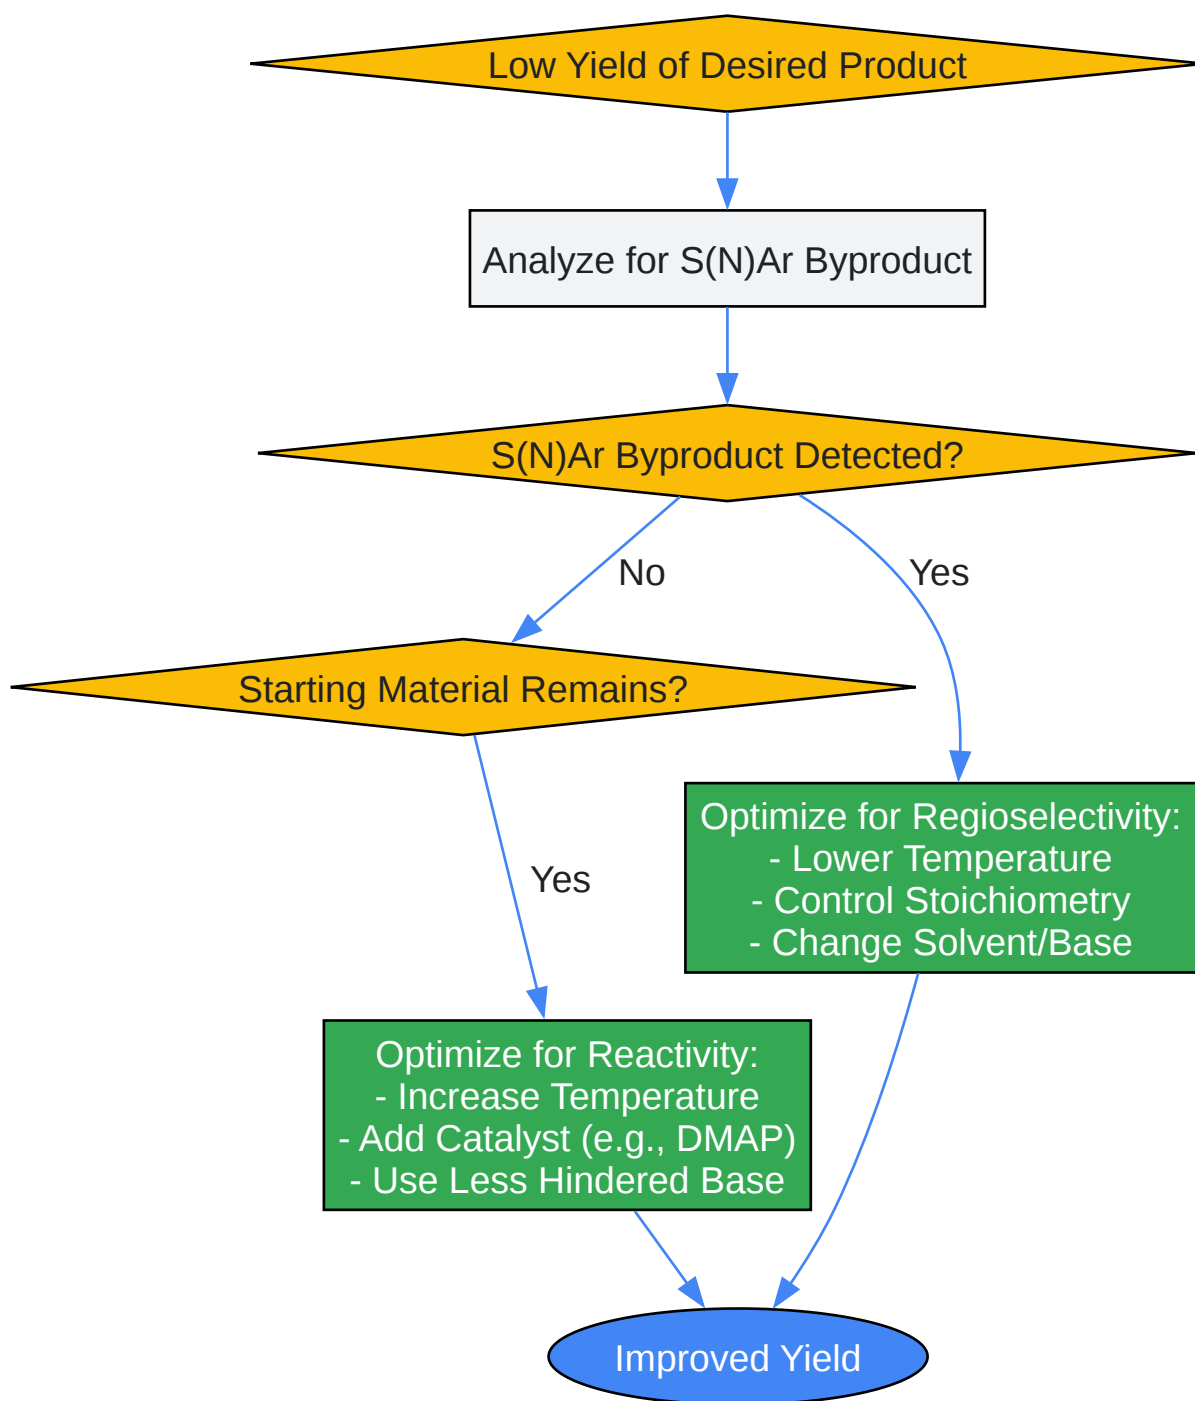 Low Yield of Desired Product
Analyze for S(N)Ar Byproduct
S(N)Ar Byproduct Detected?
No
Yes
Starting Material Remains?
Optimize for Regioselectivity:
- Lower Temperature
- Control Stoichiometry
- Change Solvent/Base
Yes
Optimize for Reactivity:
- Increase Temperature
- Add Catalyst (e.g., DMAP)
- Use Less Hindered Base
Improved Yield